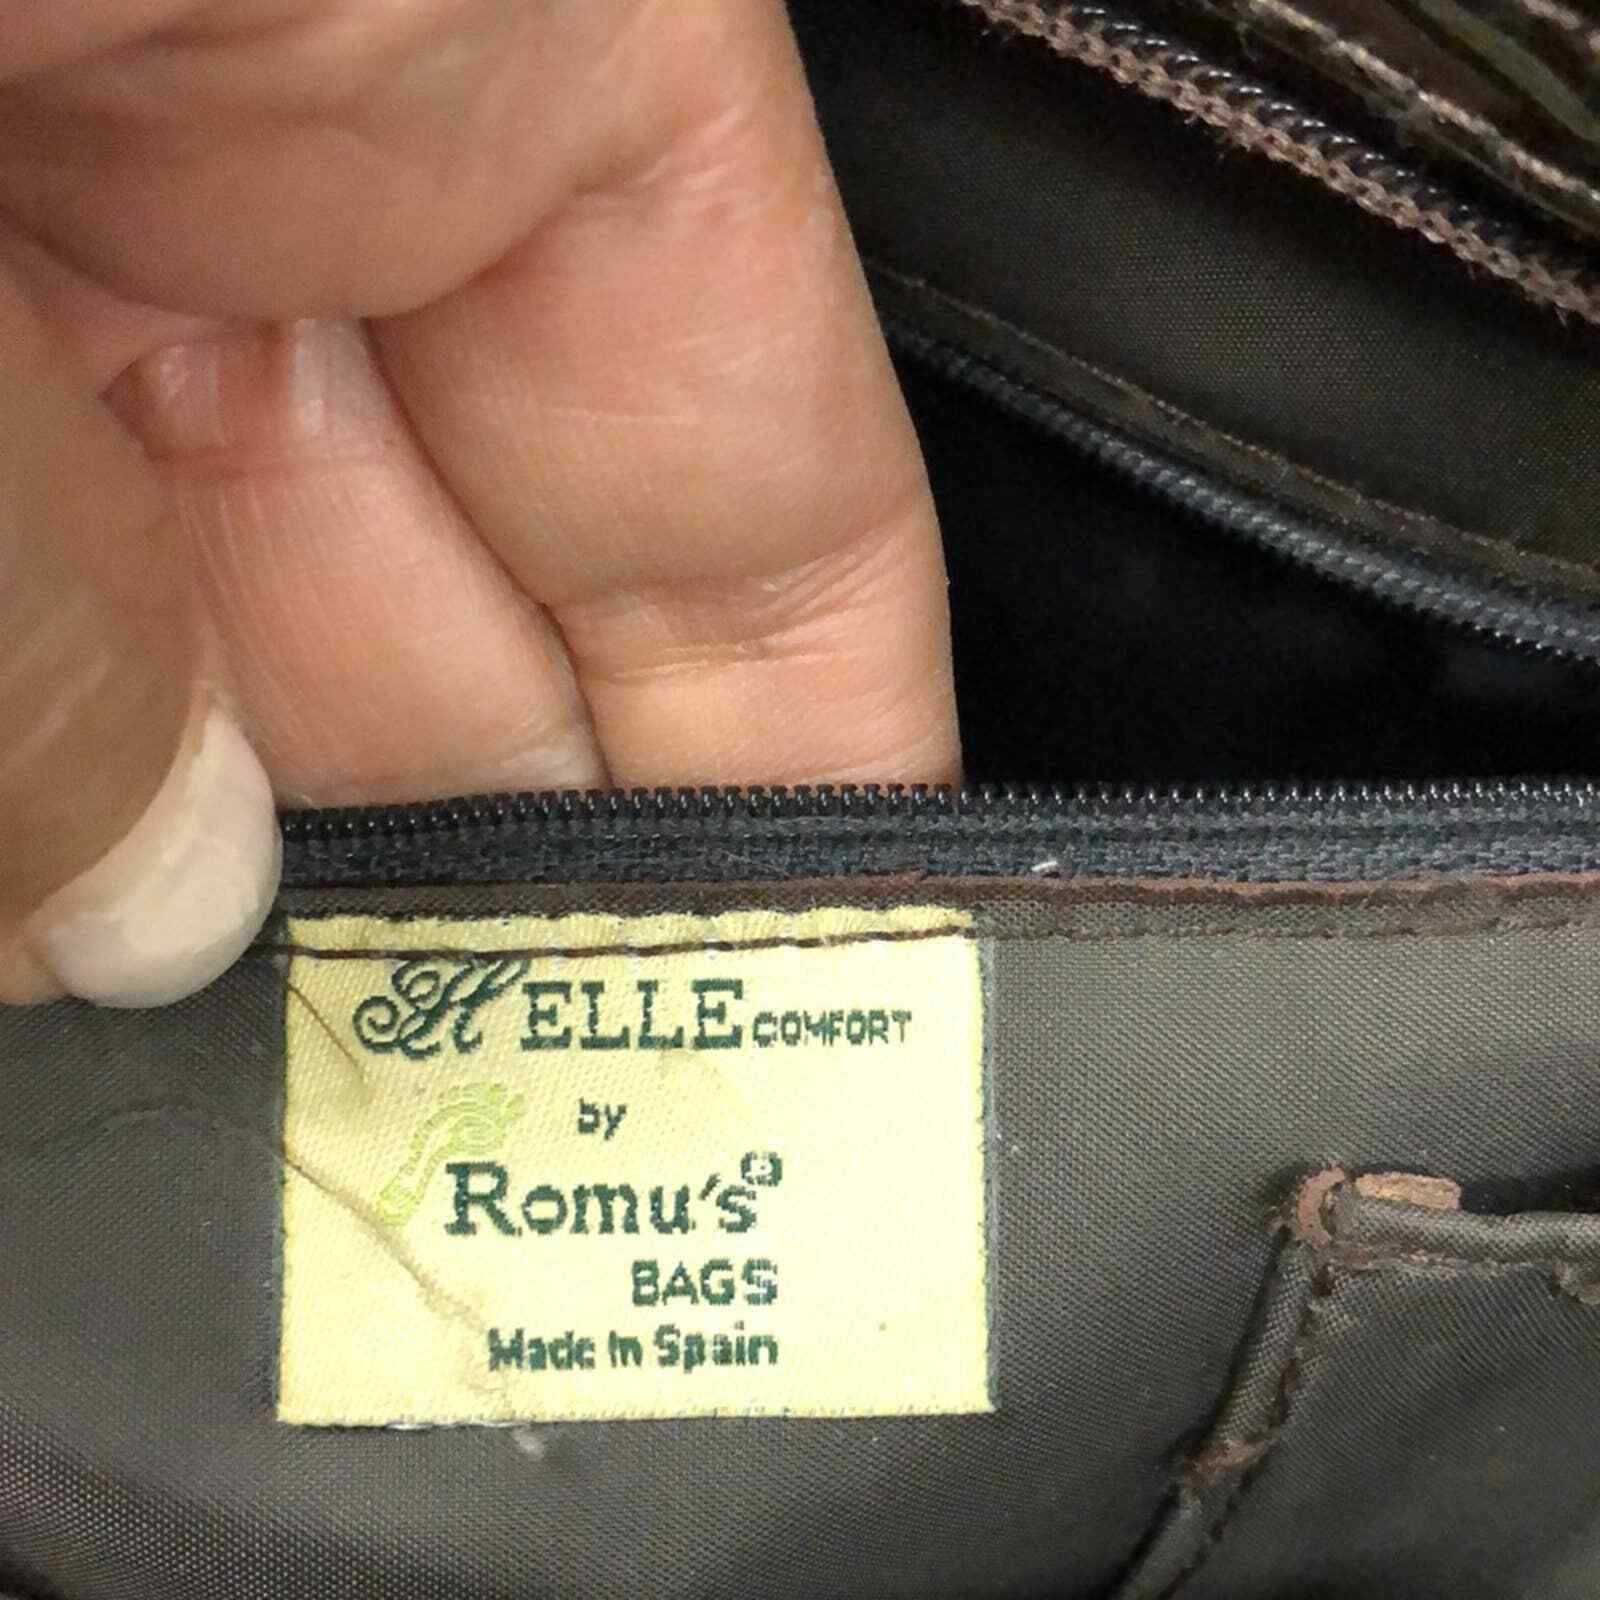 HELLE COMFORT
by
Romu's®
BAGS
Made in Spain